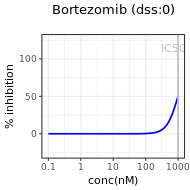 Bortezomib (dss:0)
IC50
% inhibition
100
50
0
0.1 1 10 100 1000
conc(nM)